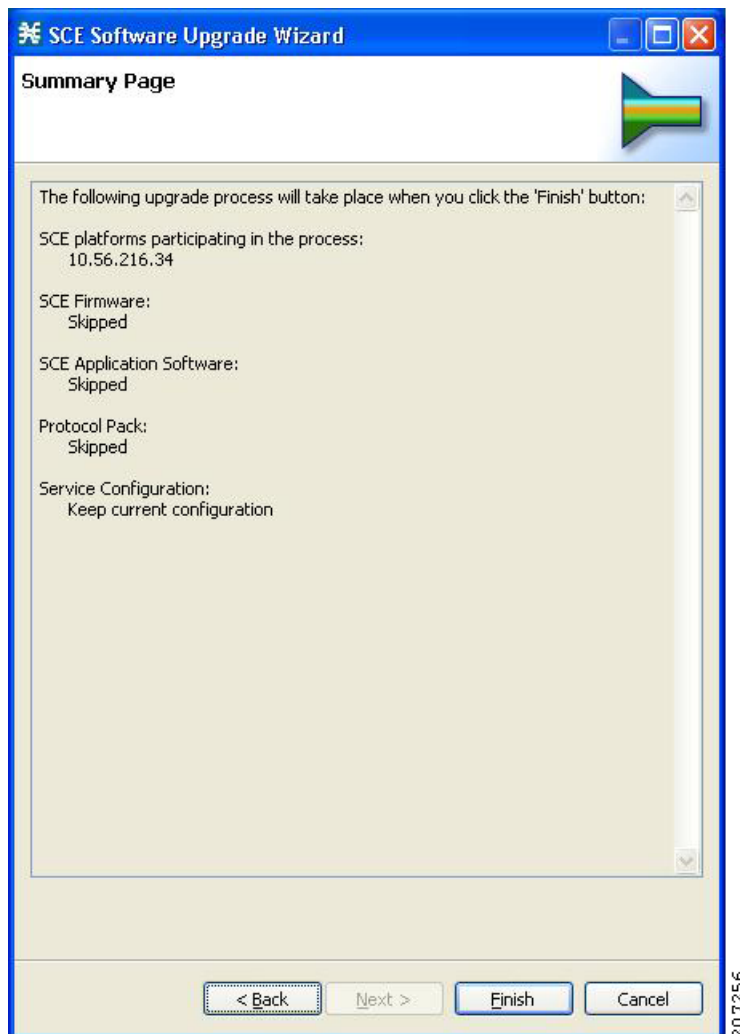 SCE Software Upgrade Wizard
Summary Page
The following upgrade process will take place when you click the 'Finish' button:
SCE platforms participating in the process:
10.56.216.34
SCE Firmware:
Skipped
SCE Application Software:
Skipped
Protocol Pack:
Skipped
Service Configuration:
Keep current configuration
< Back
Next >
Finish
Cancel